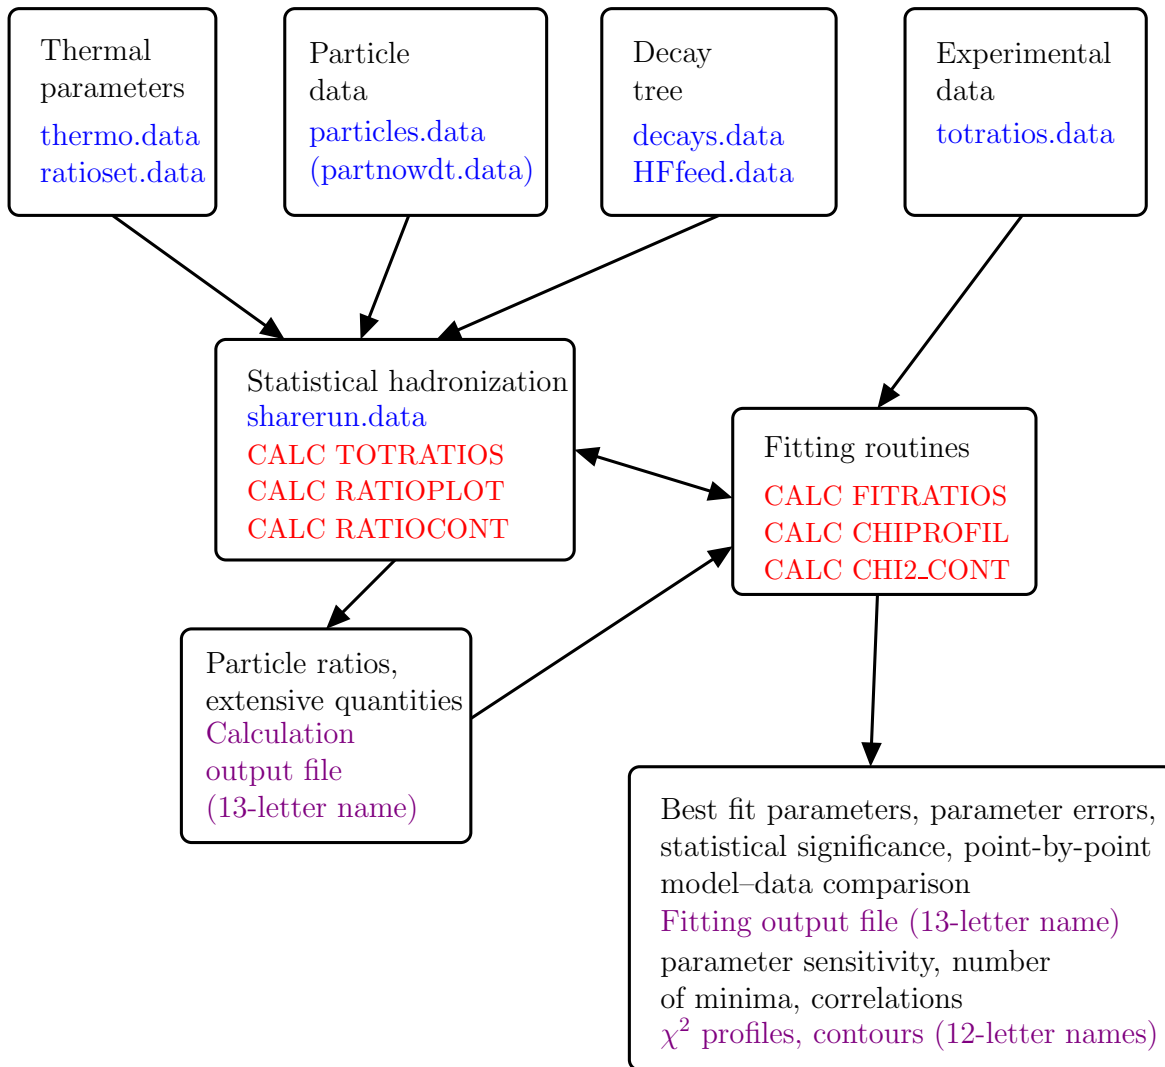 Thermal
parameters
thermo.data
ratioset.data
Particle
data
particles.data
(partnowdt.data)
Decay
tree
decays.data
HFfeed.data
Experimental
data
totratios.data
Statistical hadronization
sharerun.data
CALC TOTRATIOS
CALC RATIOPLOT
CALC RATIOCONT
Fitting routines
CALC FITRATIOS
CALC CHIPROFIL
CALC CHI2_CONT
Particle ratios,
extensive quantities
Calculation
output file
(13-letter name)
Best fit parameters, parameter errors,
statistical significance, point-by-point
model–data comparison
Fitting output file (13-letter name)
parameter sensitivity, number
of minima, correlations
χ² profiles, contours (12-letter names)